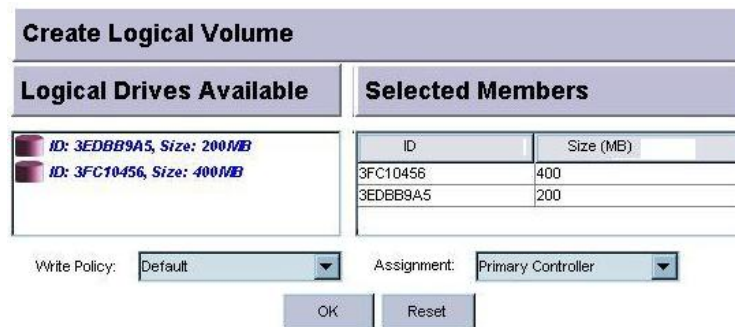 Create Logical Volume
Logical Drives Available
Selected Members
ID: 3EDBB9A5, Size: 200MB
ID: 3FC10456, Size: 400MB
ID Size (MB)
3FC10456 400
3EDBB9A5 200
Write Policy: Default
Assignment: Primary Controller
OK Reset